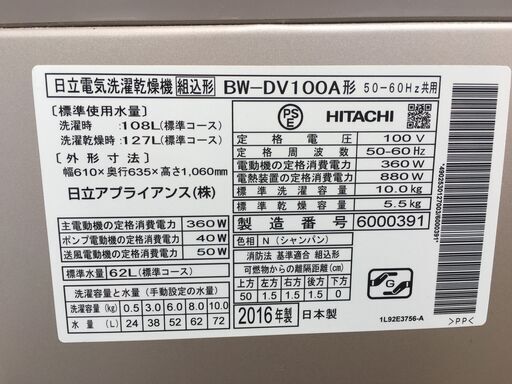 日立電気洗濯乾燥機 組込形 BW-DV100A形 50-60Hz共用
[標準使用水量]
洗濯時 :108L(標準コース)
洗乾時 :127L(標準コース)
[外形寸法]
幅610×奥行635×高さ1,060mm
日立アプライアンス(株)
主電動機の定格消費電力 360W
ポンプ電動機の定格消費電力 40W
送風電動機の定格消費電力 50W
標準水量 62L(標準コース)
洗濯容量と水量(手動設定の水量)
洗濯容量(kg) 0.5 3.0 6.0 8.0 10.0
水量(L) 24 38 52 62 72
PSE HITACHI
定格電圧 100V
定格周波数 50-60Hz
電動機の定格消費電力 360W
電熱装置の定格消費電力 880W
標準洗濯容量 10.0kg
標準乾燥容量 5.5kg
製造番号 6000391
色相 N(シャンパン)
消防法 基準適合 組込形
可燃物からの離隔距離(cm)
上方 左方 右方 前方 後方 下方
50 1.5 1.5 5 1.5 0
2016年製 日本製
G
1L92E3756-A
>PP<